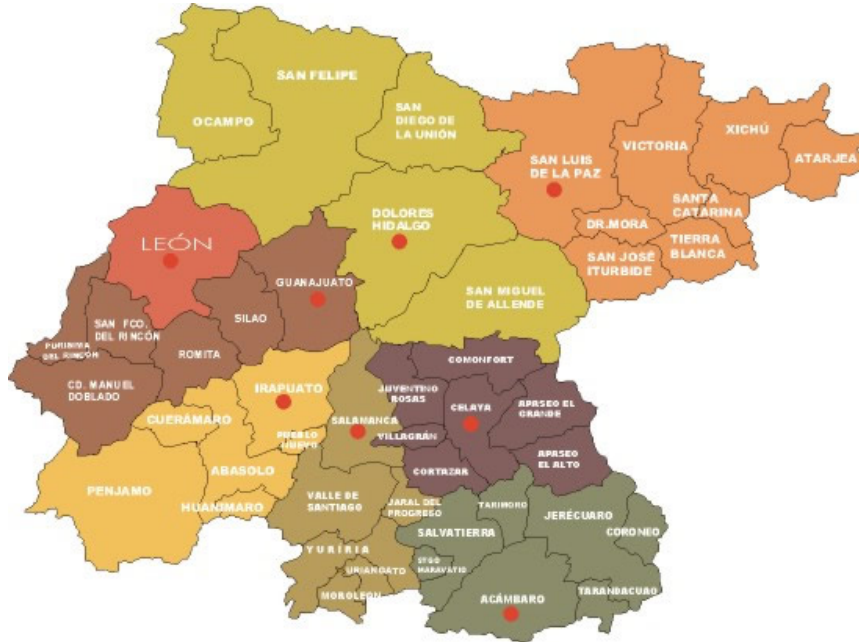 SAN FELIPE
OCAMPO
SAN
DIEGO DE
LA UNIÓN
SAN LUIS
DE LA PAZ
VICTORIA
XICHÚ
ATARJEA
SANTA
CATARINA
DR.MORA
TIERRA
BLANCA
SAN JOSÉ
ITURBIDE
DOLORES
HIDALGO
SAN MIGUEL
DE ALLENDE
LEÓN
GUANAJUATO
SILAO
SAN FCO.
DEL RINCÓN
PURISIMA
DEL RINCÓN
ROMITA
CD. MANUEL
DOBLADO
IRAPUATO
CUERÁMARO
PUEBLO
NUEVO
ABASOLO
PENJAMO
HUANIMARO
SALAMANCA
VALLE DE
SANTIAGO
JARAL DEL
PROGRESO
YURIRIA
URIANGATO
MOROLEON
COMONFORT
JUVENTINO
ROSAS
CELAYA
APASEO EL
GRANDE
VILLAGRÁN
CORTAZAR
APASEO
EL ALTO
TARIMORO
JERÉCUARO
SALVATIERRA
CORONEO
STGO
MARAVATIO
ACÁMBARO
TARANDACUAO